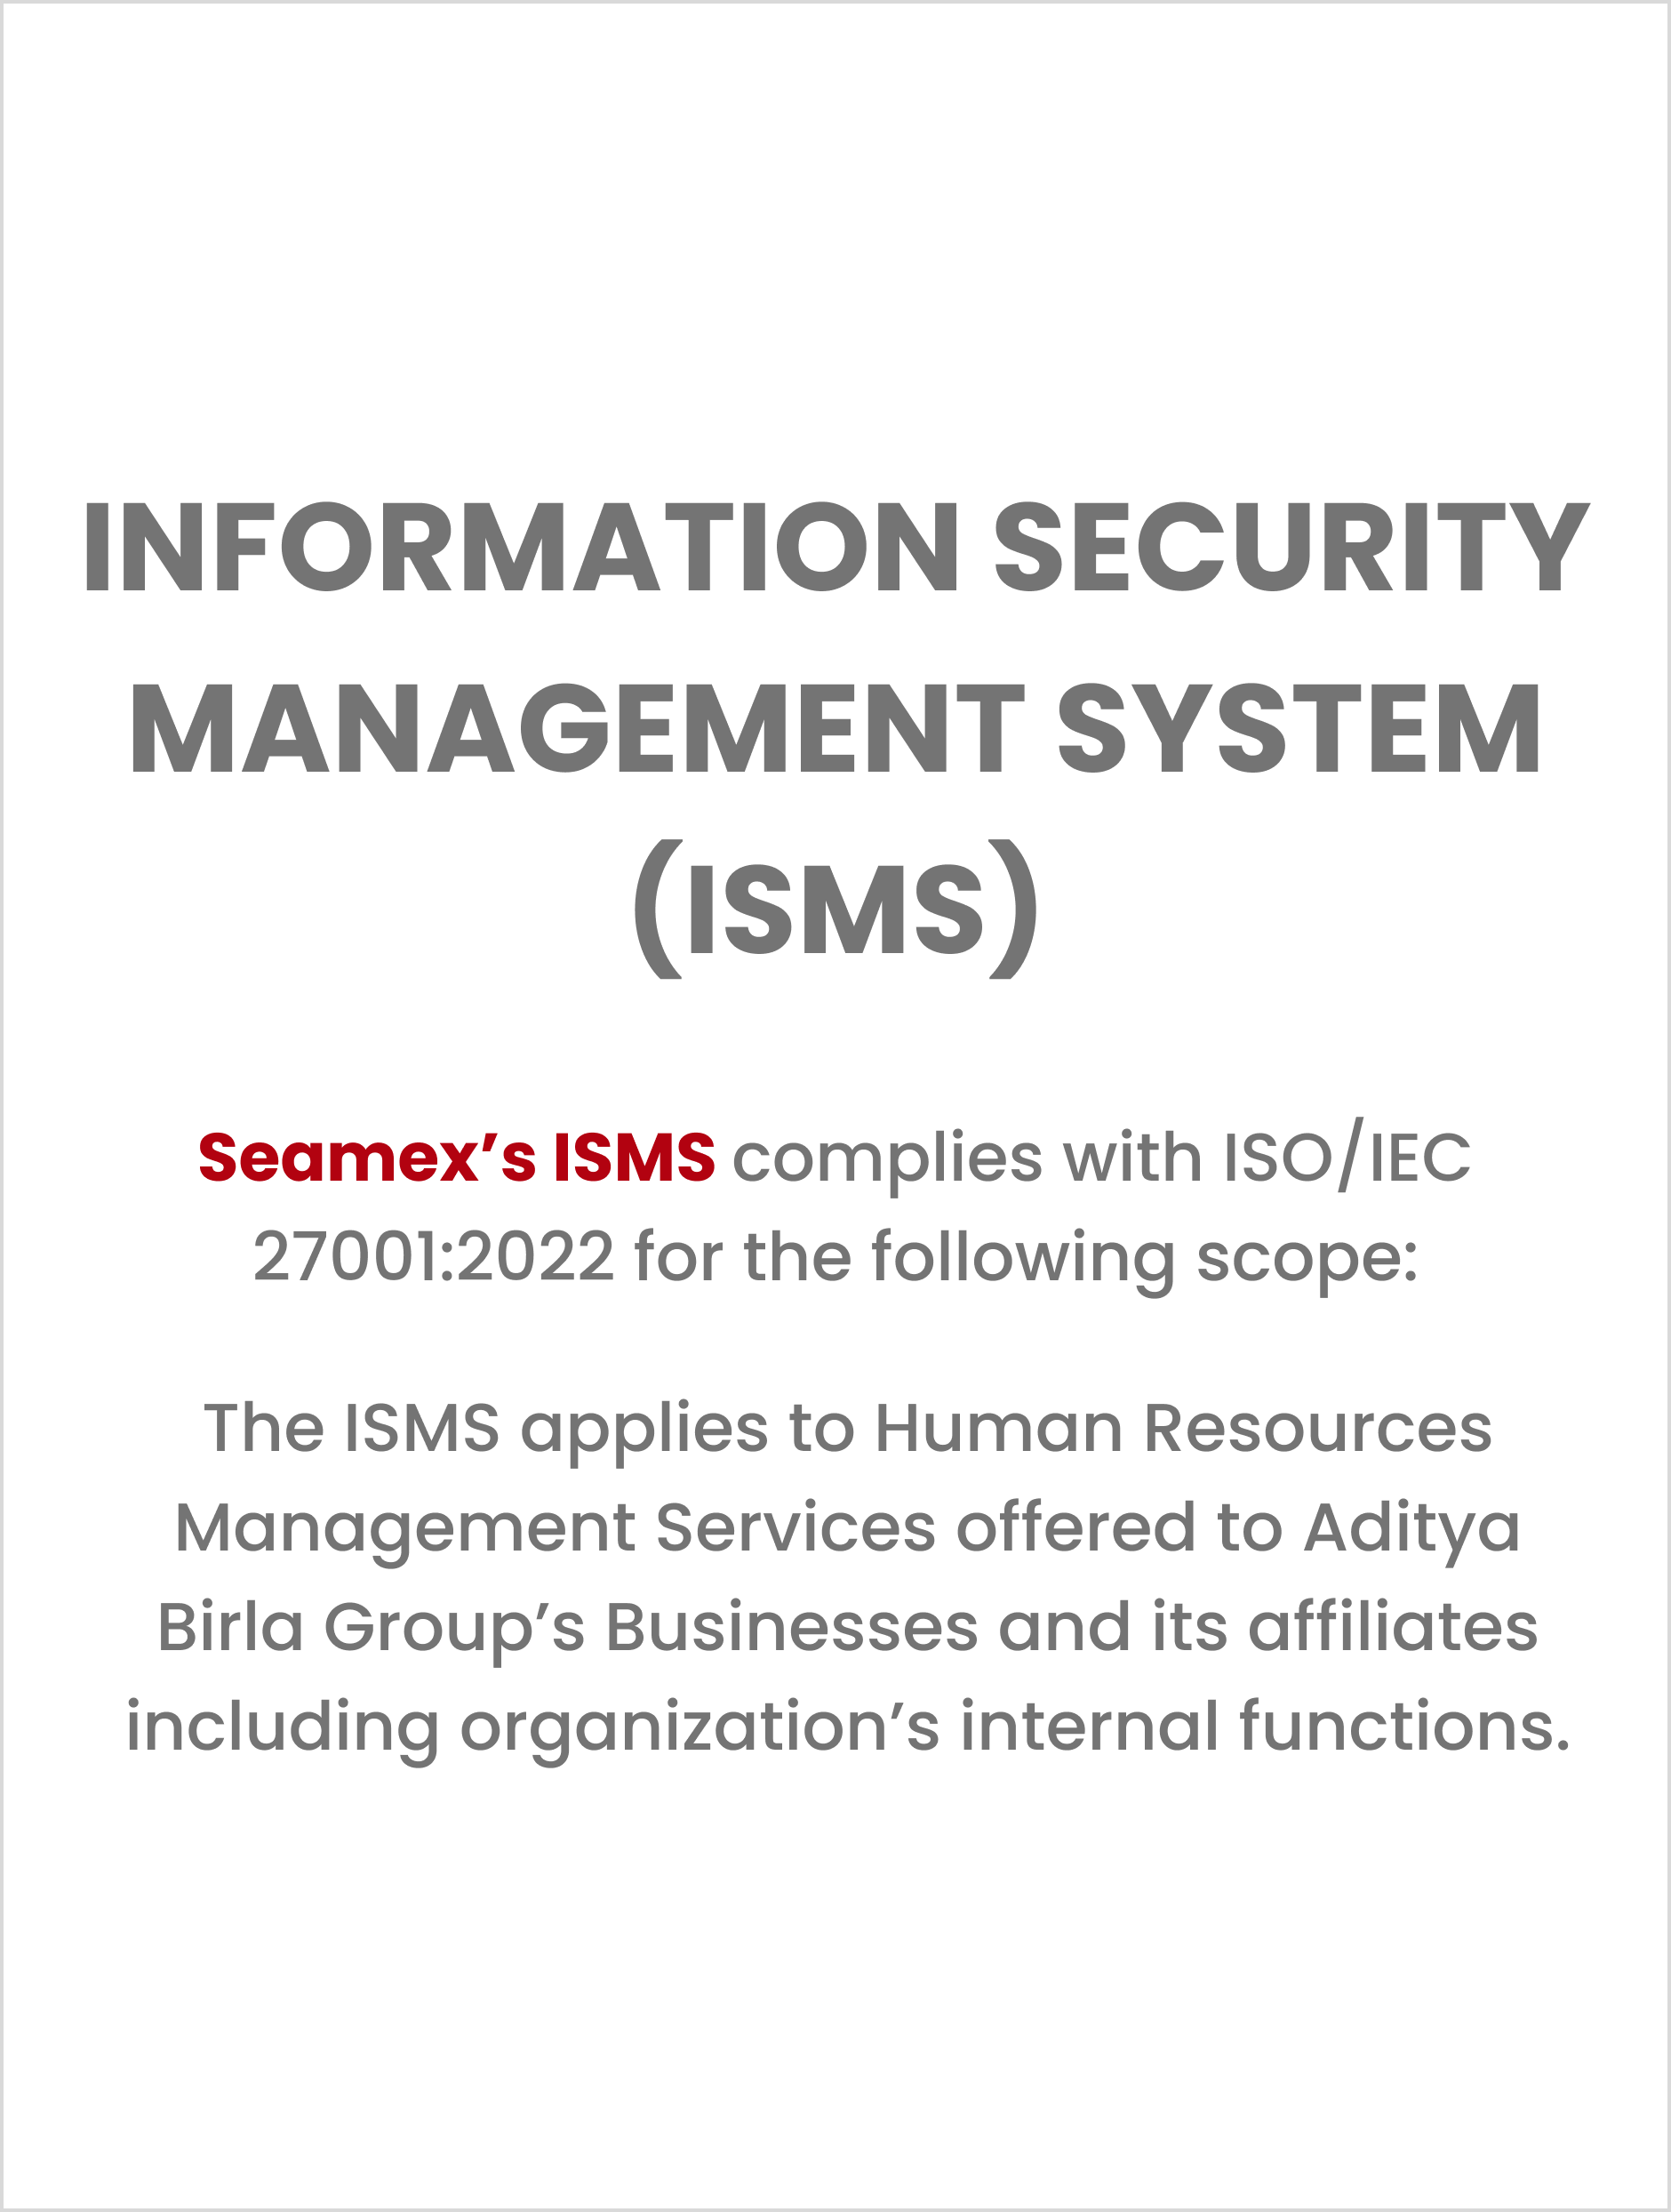 INFORMATION SECURITY
MANAGEMENT SYSTEM
(ISMS)
Seamex’s ISMS complies with ISO/IEC
27001:2022 for the following scope:
The ISMS applies to Human Resources
Management Services offered to Aditya
Birla Group’s Businesses and its affiliates
including organization’s internal functions.